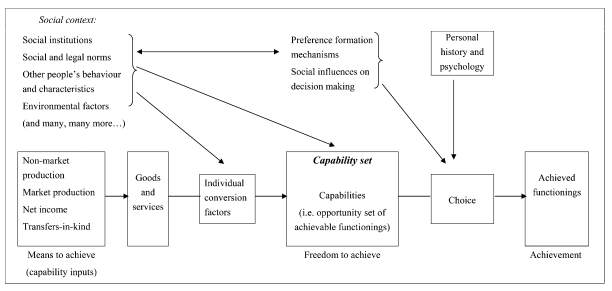 Social context:
Social institutions
Social and legal norms
Other people's behaviour
and characteristics
Environmental factors
(and many, many more…)
Preference formation
mechanisms
Social influences on
decision making
Personal
history and
psychology
Non-market
production
Market production
Net income
Transfers-in-kind
Goods
and
services
Individual
conversion
factors
Capability set
Capabilities
(i.e. opportunity set of
achievable functionings)
Choice
Achieved
functionings
Means to achieve
(capability inputs)
Freedom to achieve
Achievement